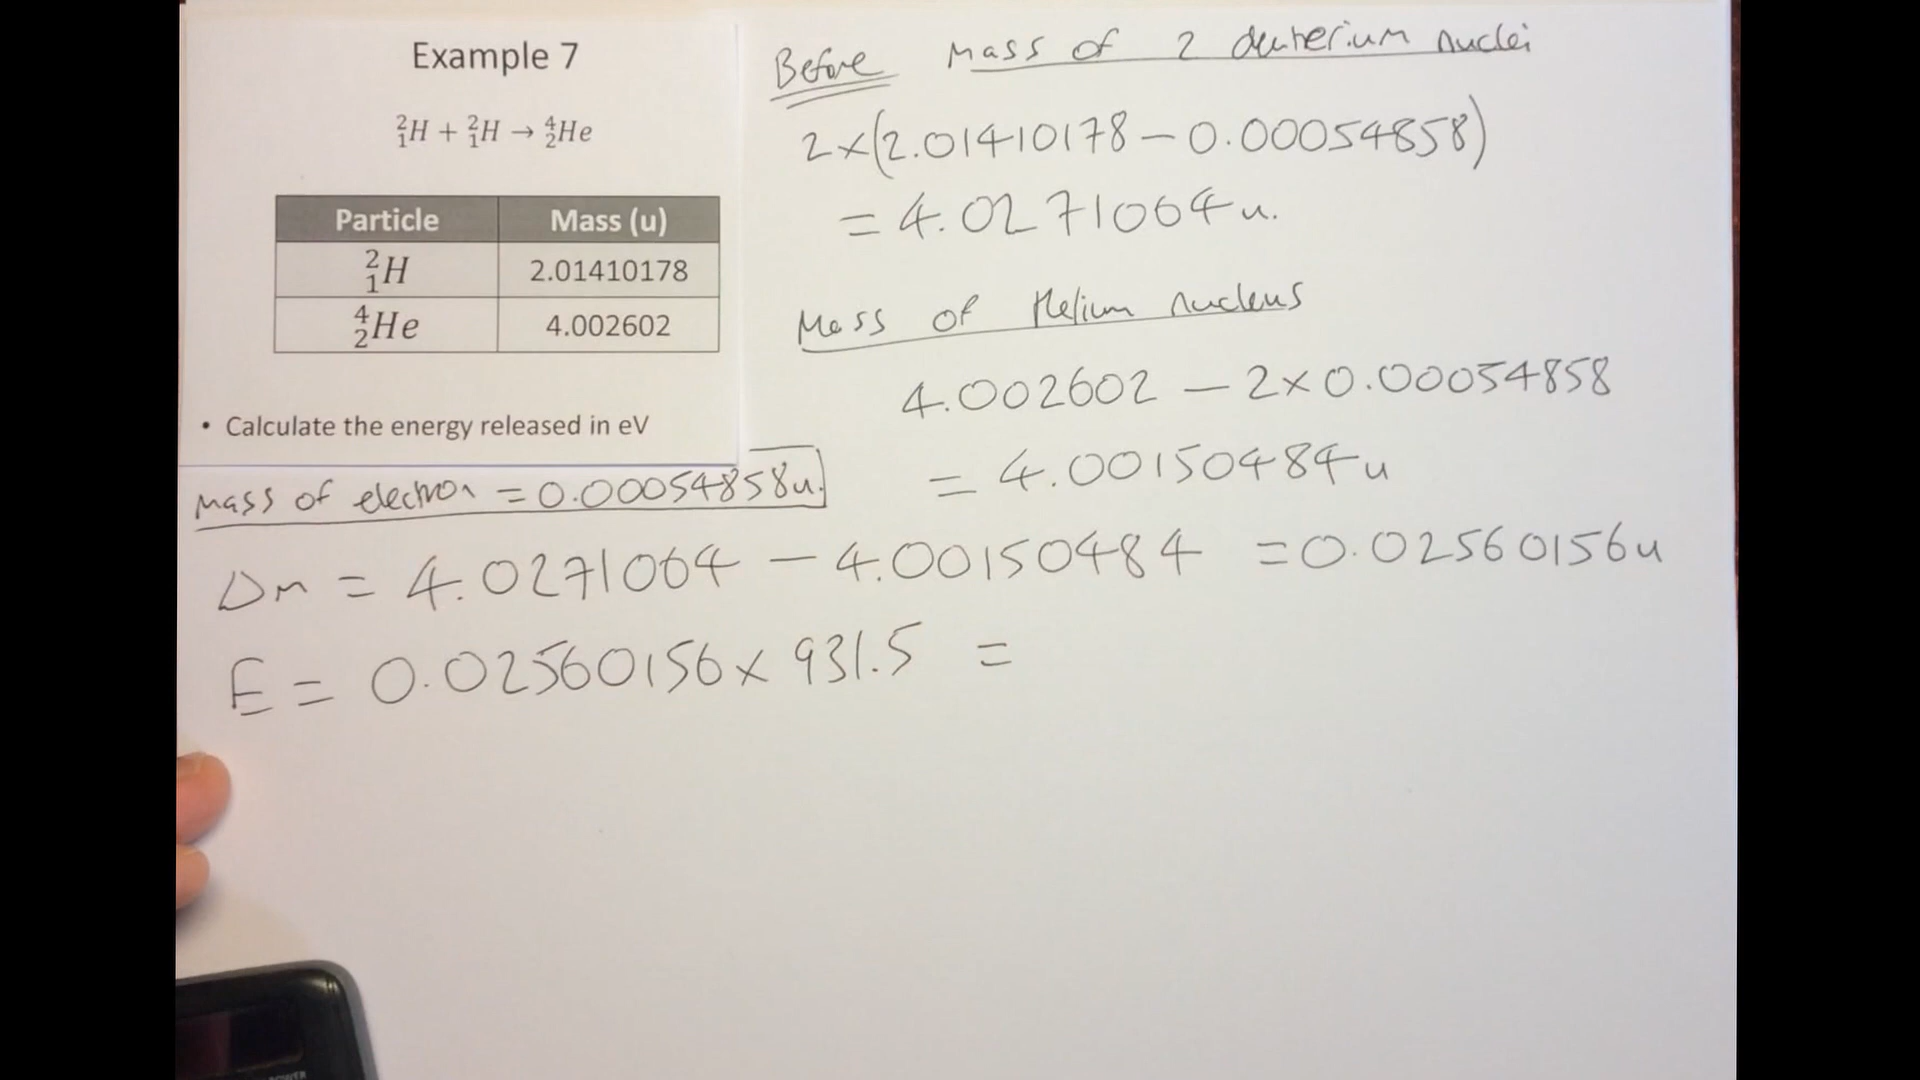 Example 7
²₁H + ²₁H → ⁴₂He
Particle Mass (u)
²₁H 2.01410178
⁴₂He 4.002602
• Calculate the energy released in eV
Mass of electron = 0.00054858u.
Before Mass of 2 deuterium nuclei
2×(2.01410178 − 0.00054858)
= 4.0271064u.
Mass of Helium nucleus
4.002602 − 2×0.00054858
= 4.00150484u
Δm = 4.0271064 − 4.00150484 = 0.02560156u
E = 0.02560156 × 931.5 =